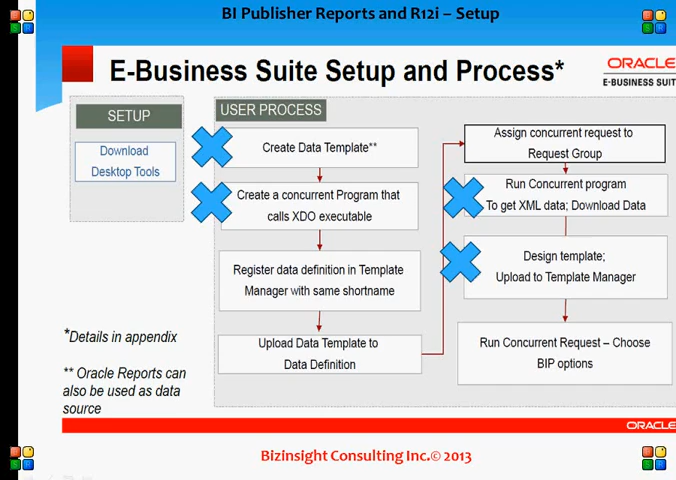 BI Publisher Reports and R12i – Setup
E-Business Suite Setup and Process*
ORACLE
E-BUSINESS SUIT
SETUP
Download
Desktop Tools
USER PROCESS
Create Data Template**
Create a concurrent Program that
calls XDO executable
Register data definition in Template
Manager with same shortname
Upload Data Template to
Data Definition
Assign concurrent request to
Request Group
Run Concurrent program
To get XML data; Download Data
Design template;
Upload to Template Manager
Run Concurrent Request – Choose
BIP options
*Details in appendix
** Oracle Reports can
also be used as data
source
ORACLE
Bizinsight Consulting Inc.© 2013